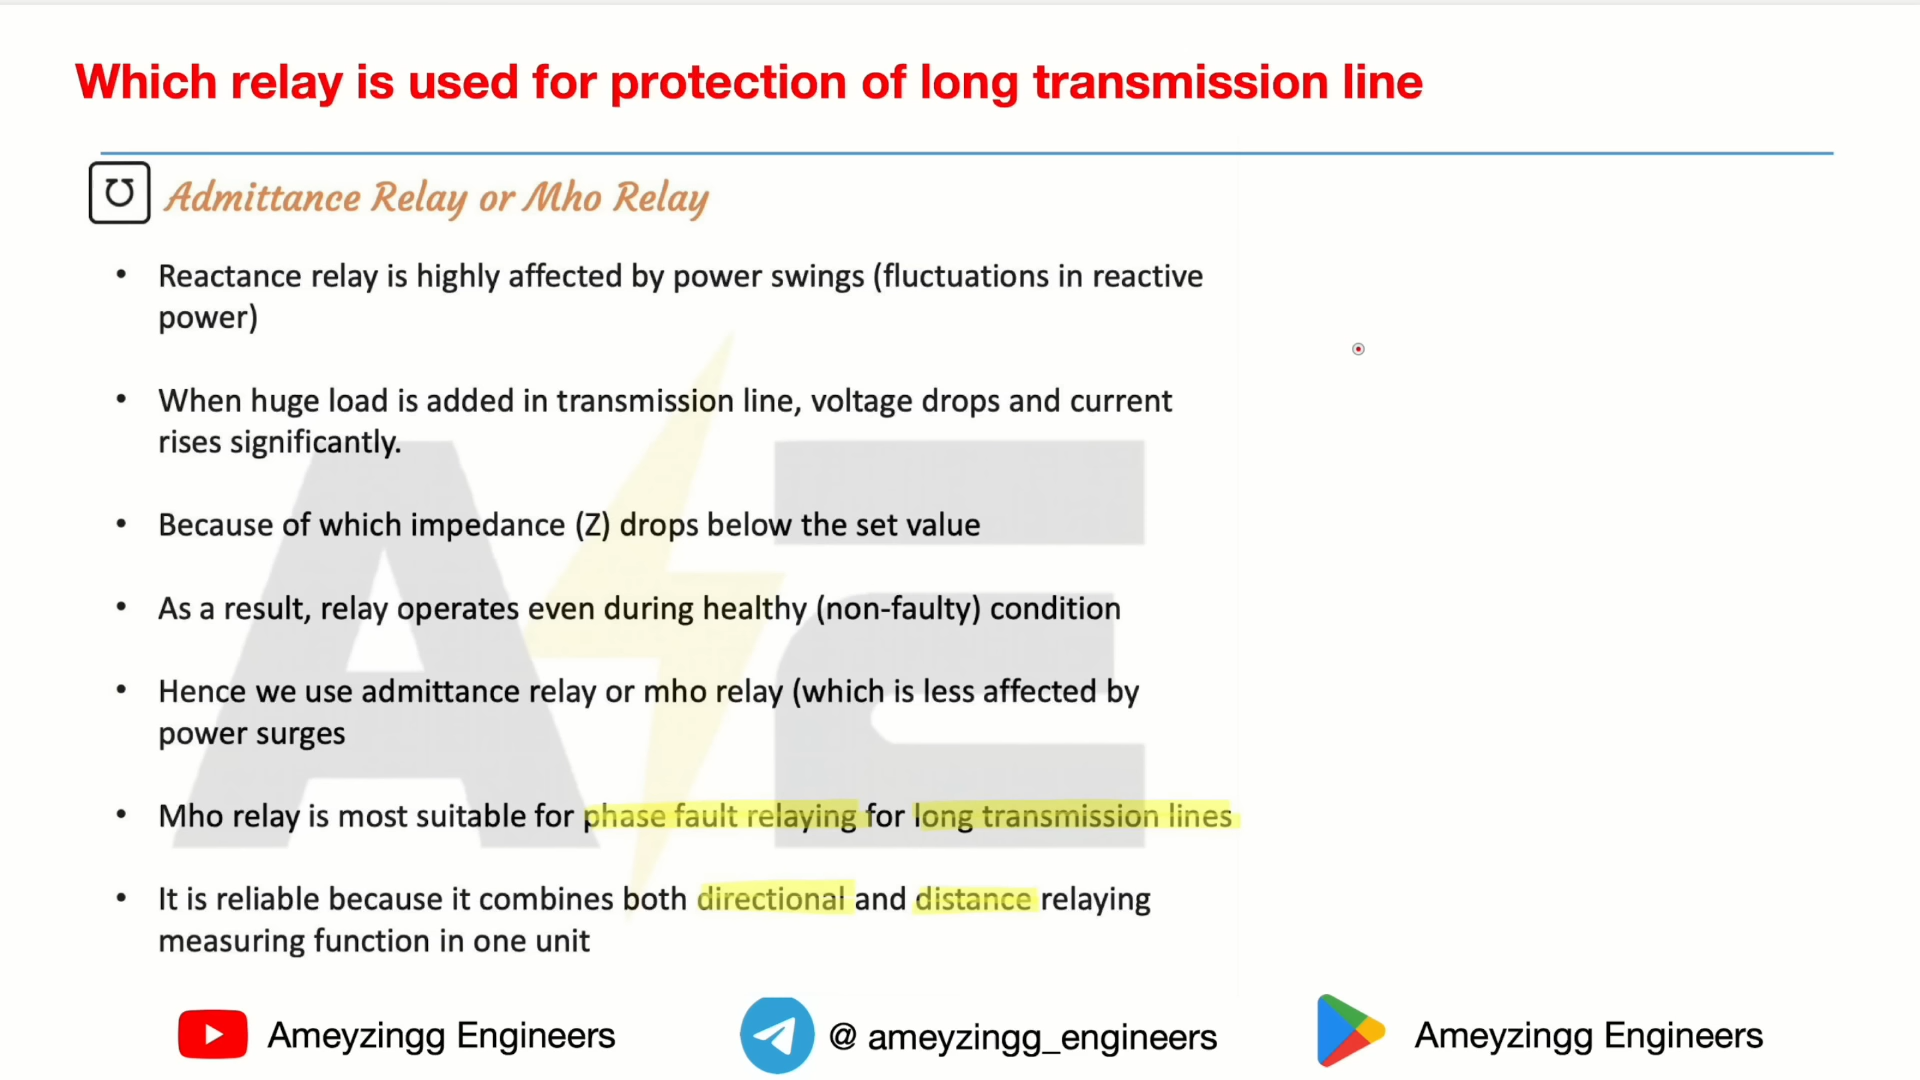 Which relay is used for protection of long transmission line
℧ Admittance Relay or Mho Relay
• Reactance relay is highly affected by power swings (fluctuations in reactive
power)
• When huge load is added in transmission line, voltage drops and current
rises significantly.
• Because of which impedance (Z) drops below the set value
• As a result, relay operates even during healthy (non-faulty) condition
• Hence we use admittance relay or mho relay (which is less affected by
power surges
• Mho relay is most suitable for phase fault relaying for long transmission lines
• It is reliable because it combines both directional and distance relaying
measuring function in one unit
AE
Ameyzingg Engineers
@ ameyzingg_engineers
Ameyzingg Engineers